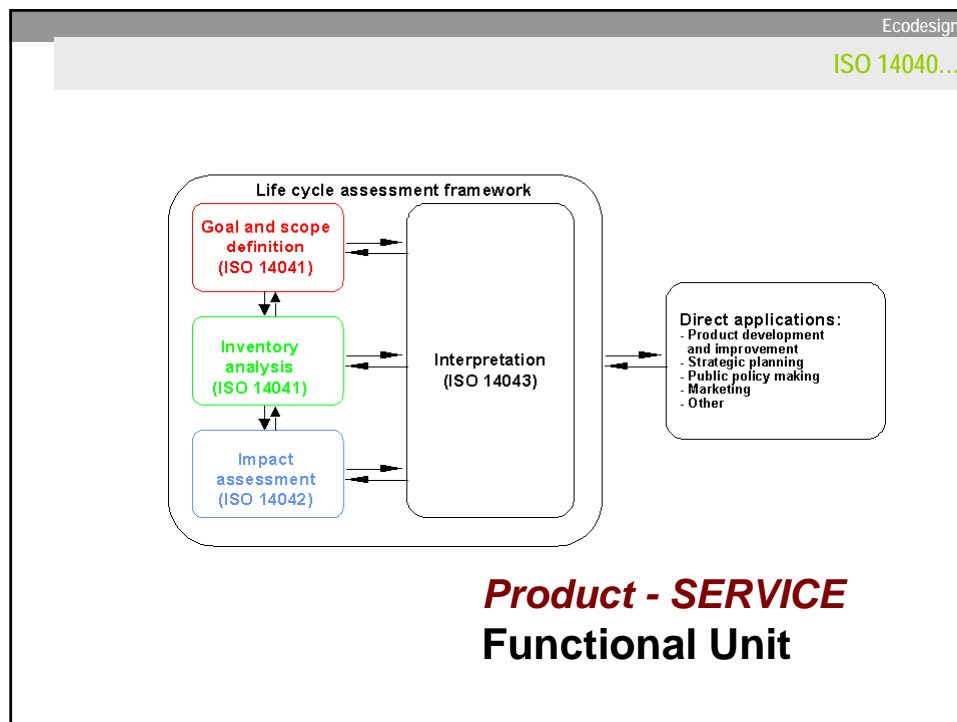 Ecodesign
ISO 14040...
Life cycle assessment framework
Goal and scope
definition
(ISO 14041)
Inventory
analysis
(ISO 14041)
Impact
assessment
(ISO 14042)
Interpretation
(ISO 14043)
Direct applications:
- Product development
and improvement
- Strategic planning
- Public policy making
- Marketing
- Other
Product - SERVICE
Functional Unit